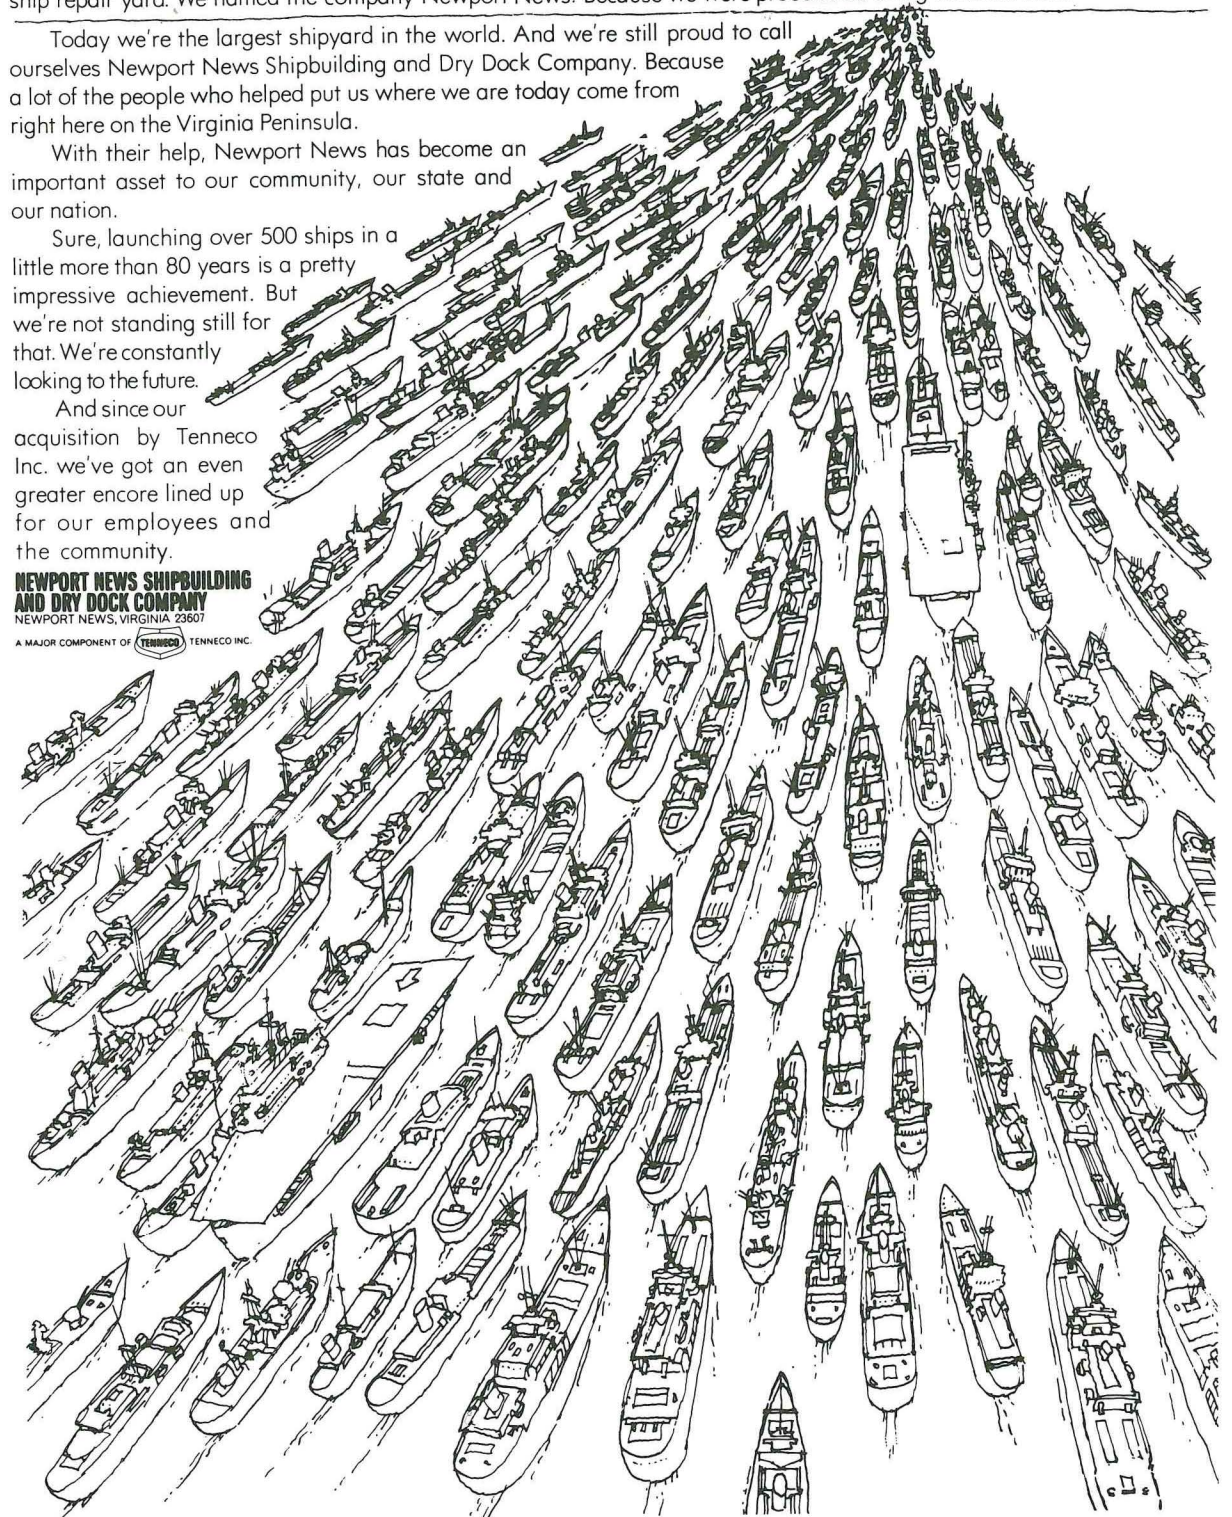 ship repair yard. We named the company Newport News. Because we were
Today we're the largest shipyard in the world. And we're still proud to call
ourselves Newport News Shipbuilding and Dry Dock Company. Because
a lot of the people who helped put us where we are today come from
right here on the Virginia Peninsula.
With their help, Newport News has become an
important asset to our community, our state and
our nation.
Sure, launching over 500 ships in a
little more than 80 years is a pretty
impressive achievement. But
we're not standing still for
that. We're constantly
looking to the future.
And since our
acquisition by Tenneco
Inc. we've got an even
greater encore lined up
for our employees and
the community.
NEWPORT NEWS SHIPBUILDING
AND DRY DOCK COMPANY
NEWPORT NEWS, VIRGINIA 23607
A MAJOR COMPONENT OF TENNECO TENNECO INC.